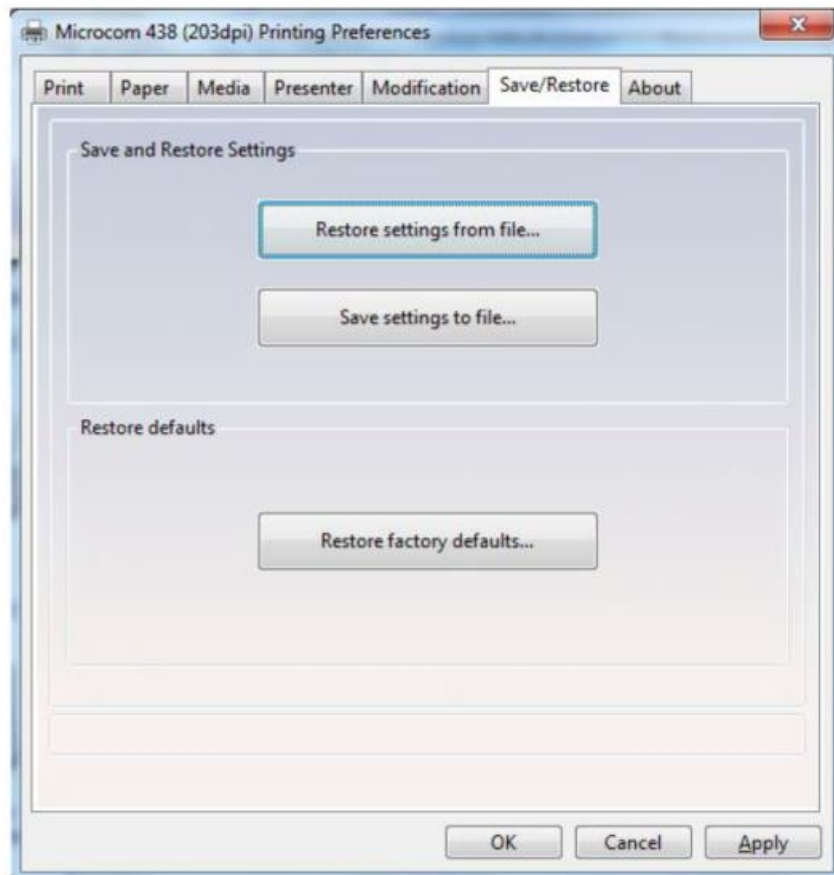 Microcom 438 (203dpi) Printing Preferences
Print Paper Media Presenter Modification Save/Restore About
Save and Restore Settings
Restore settings from file...
Save settings to file...
Restore defaults
Restore factory defaults...
OK Cancel Apply